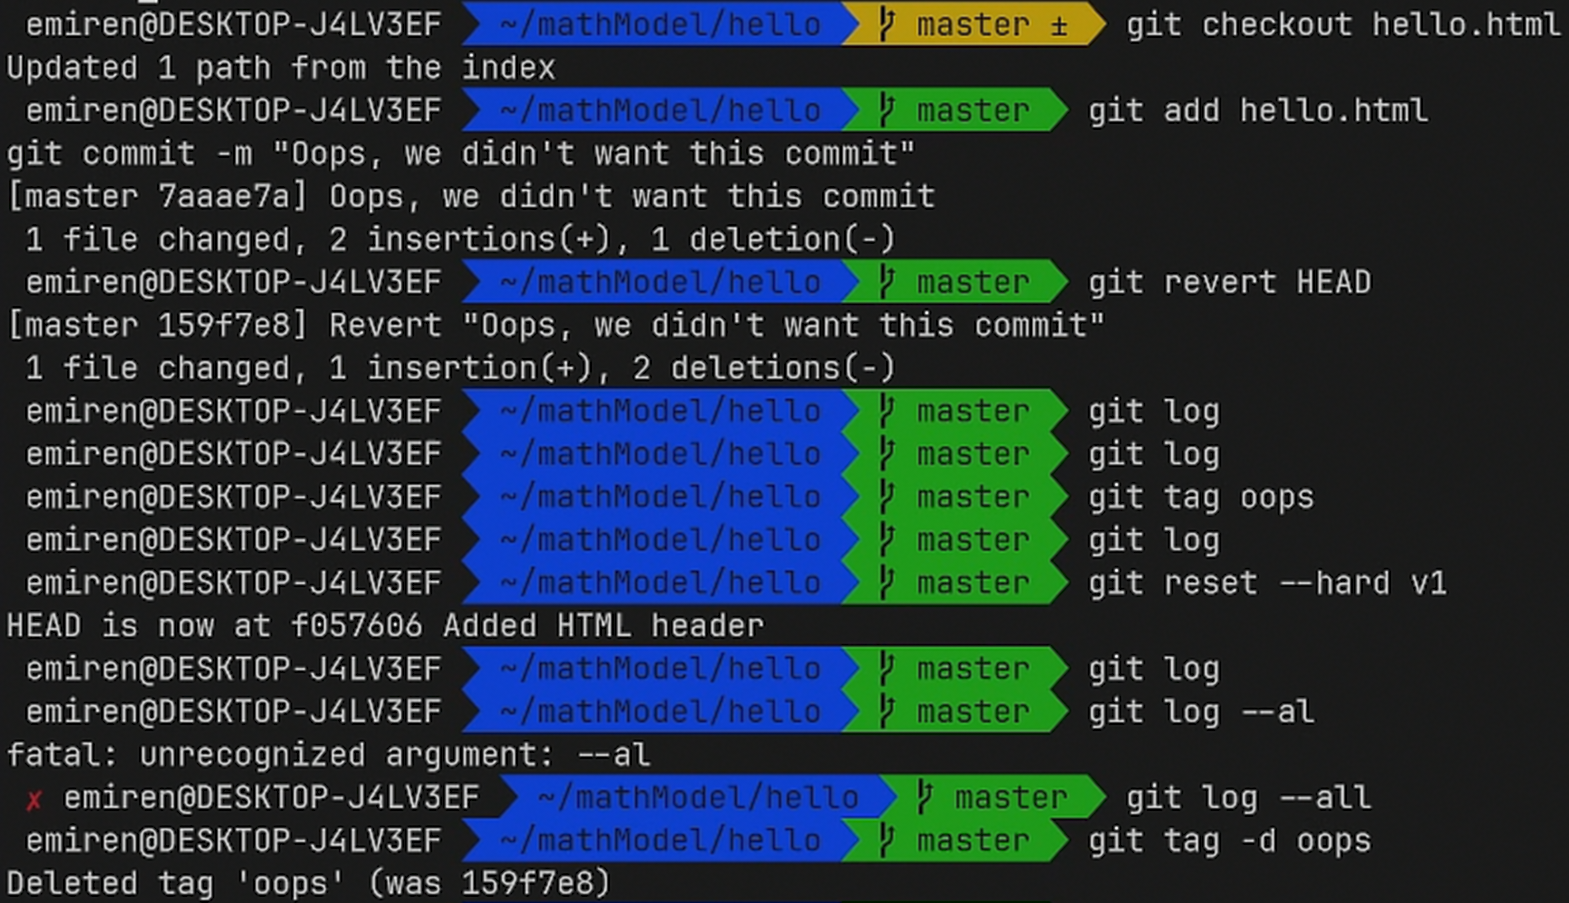 emiren@DESKTOP-J4LV3EF ~/mathModel/hello master ± git checkout hello.html
Updated 1 path from the index
emiren@DESKTOP-J4LV3EF ~/mathModel/hello master git add hello.html
git commit -m "Oops, we didn't want this commit"
[master 7aaae7a] Oops, we didn't want this commit
1 file changed, 2 insertions(+), 1 deletion(-)
emiren@DESKTOP-J4LV3EF ~/mathModel/hello master git revert HEAD
[master 159f7e8] Revert "Oops, we didn't want this commit"
1 file changed, 1 insertion(+), 2 deletions(-)
emiren@DESKTOP-J4LV3EF ~/mathModel/hello master git log
emiren@DESKTOP-J4LV3EF ~/mathModel/hello master git log
emiren@DESKTOP-J4LV3EF ~/mathModel/hello master git tag oops
emiren@DESKTOP-J4LV3EF ~/mathModel/hello master git log
emiren@DESKTOP-J4LV3EF ~/mathModel/hello master git reset --hard v1
HEAD is now at f057606 Added HTML header
emiren@DESKTOP-J4LV3EF ~/mathModel/hello master git log
emiren@DESKTOP-J4LV3EF ~/mathModel/hello master git log --al
fatal: unrecognized argument: --al
✗ emiren@DESKTOP-J4LV3EF ~/mathModel/hello master git log --all
emiren@DESKTOP-J4LV3EF ~/mathModel/hello master git tag -d oops
Deleted tag 'oops' (was 159f7e8)